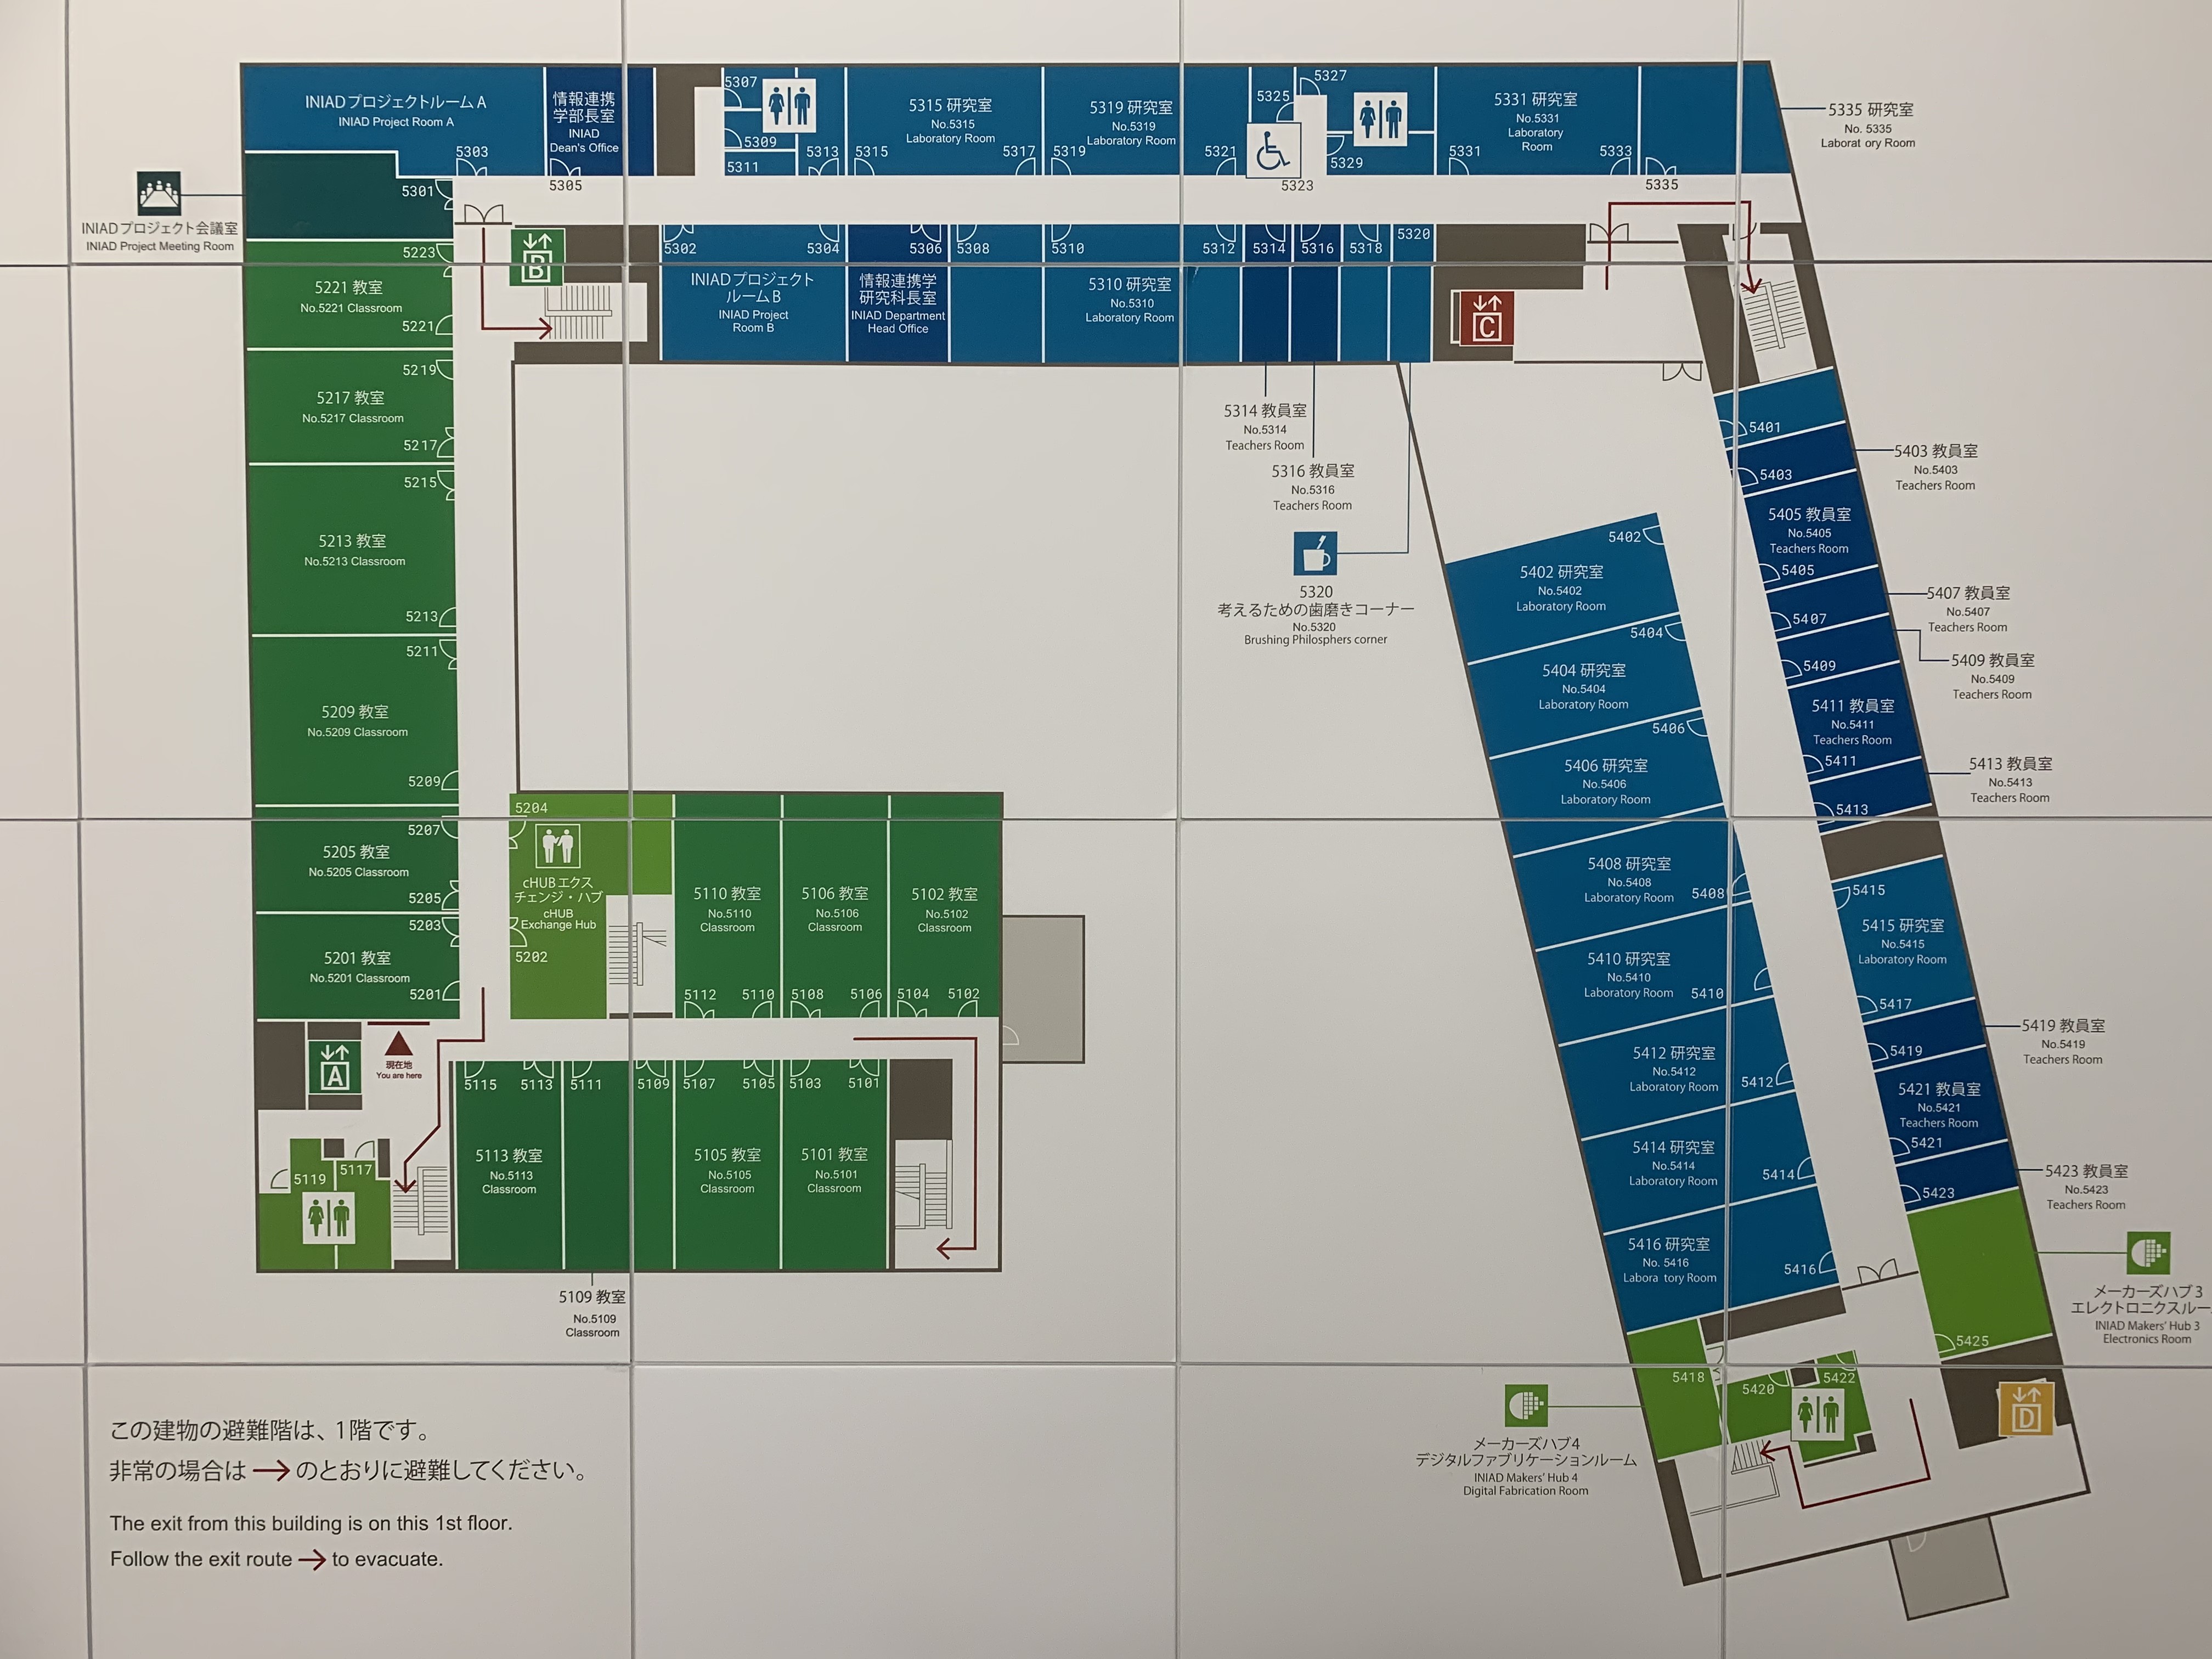 INIADプロジェクトルーム A
INIAD Project Room A
情報連携
学部長室
INIAD
Dean's Office
5303
5305
5301
INIADプロジェクト会議室
INIAD Project Meeting Room
5307
5309
5311
5313
5315 研究室
No.5315
Laboratory Room
5315
5317
5319 研究室
No.5319
Laboratory Room
5319
5321
5325
5323
5327
5329
5331 研究室
No.5331
Laboratory
Room
5331
5333
5335
5335 研究室
No. 5335
Laborat ory Room
B
5302
5304
INIADプロジェクト
ルームB
INIAD Project
Room B
5306
情報連携学
研究科長室
INIAD Department
Head Office
5308
5310
5310 研究室
No.5310
Laboratory Room
5312
5314
5316
5318
5320
C
5314 教員室
No.5314
Teachers Room
5316 教員室
No.5316
Teachers Room
5320
考えるための歯磨きコーナー
No.5320
Brushing Philosphers corner
5223
5221 教室
No.5221 Classroom
5221
5219
5217 教室
No.5217 Classroom
5217
5215
5213 教室
No.5213 Classroom
5213
5211
5209 教室
No.5209 Classroom
5209
5207
5205 教室
No.5205 Classroom
5205
5203
5201 教室
No.5201 Classroom
5201
5204
cHUBエクス
チェンジ・ハブ
cHUB
Exchange Hub
5202
5110 教室
No.5110
Classroom
5112
5110
5106 教室
No.5106
Classroom
5108
5106
5102 教室
No.5102
Classroom
5104
5102
A
現在地
You are here
5119
5117
5115
5113
5113 教室
No.5113
Classroom
5111
5109
5109 教室
No.5109
Classroom
5107
5105
5105 教室
No.5105
Classroom
5103
5101
5101 教室
No.5101
Classroom
5401
5403
5403 教員室
No.5403
Teachers Room
5405 教員室
No.5405
Teachers Room
5405
5407
5407 教員室
No.5407
Teachers Room
5409
5409 教員室
No.5409
Teachers Room
5411 教員室
No.5411
Teachers Room
5411
5413
5413 教員室
No.5413
Teachers Room
5402
5402 研究室
No.5402
Laboratory Room
5404
5404 研究室
No.5404
Laboratory Room
5406
5406 研究室
No.5406
Laboratory Room
5408 研究室
No.5408
Laboratory Room
5408
5410 研究室
No.5410
Laboratory Room
5410
5412 研究室
No.5412
Laboratory Room
5412
5414 研究室
No.5414
Laboratory Room
5414
5416 研究室
No. 5416
Labora tory Room
5416
5415
5415 研究室
No.5415
Laboratory Room
5417
5419
5419 教員室
No.5419
Teachers Room
5421 教員室
No.5421
Teachers Room
5421
5423
5423 教員室
No.5423
Teachers Room
5425
メーカーズハブ3
エレクトロニクスルー
INIAD Makers' Hub 3
Electronics Room
5418
5420
5422
D
メーカーズハブ4
デジタルファブリケーションルーム
INIAD Makers' Hub 4
Digital Fabrication Room
この建物の避難階は、1階です。
非常の場合は→のとおりに避難してください。
The exit from this building is on this 1st floor.
Follow the exit route → to evacuate.